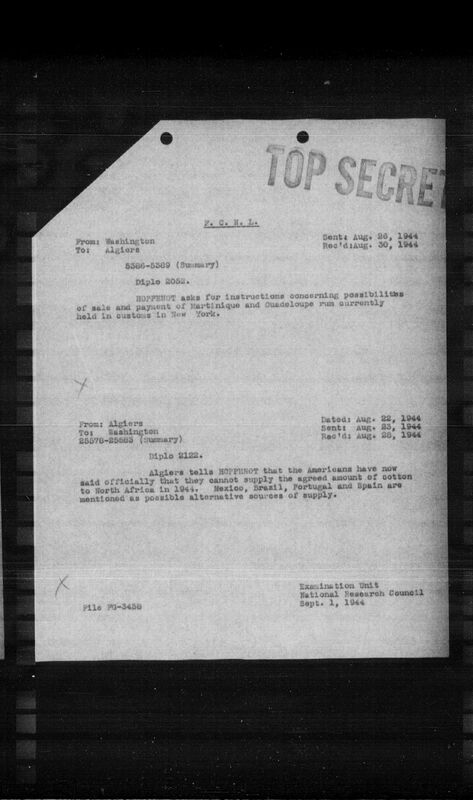 TOP SECRET
F. C. N. L.
From: Washington Sent: Aug. 26, 1944
To: Algiers Rec'd: Aug. 30, 1944
5386-5389 (Summary)
Diplo 2052.
HOPPENOT asks for instructions concerning possibilities
of sale and payment of Martinique and Guadeloupe rum currently
held in customs in New York.
From: Algiers Dated: Aug. 22, 1944
To: Washington Sent: Aug. 23, 1944
25578-25583 (Summary) Rec'd: Aug. 28, 1944
Diplo 2122.
Algiers tells HOPPENOT that the Americans have now
said officially that they cannot supply the agreed amount of cotton
to North Africa in 1944. Mexico, Brazil, Portugal and Spain are
mentioned as possible alternative sources of supply.
Examination Unit
National Research Council
File FG-3458 Sept. 1, 1944